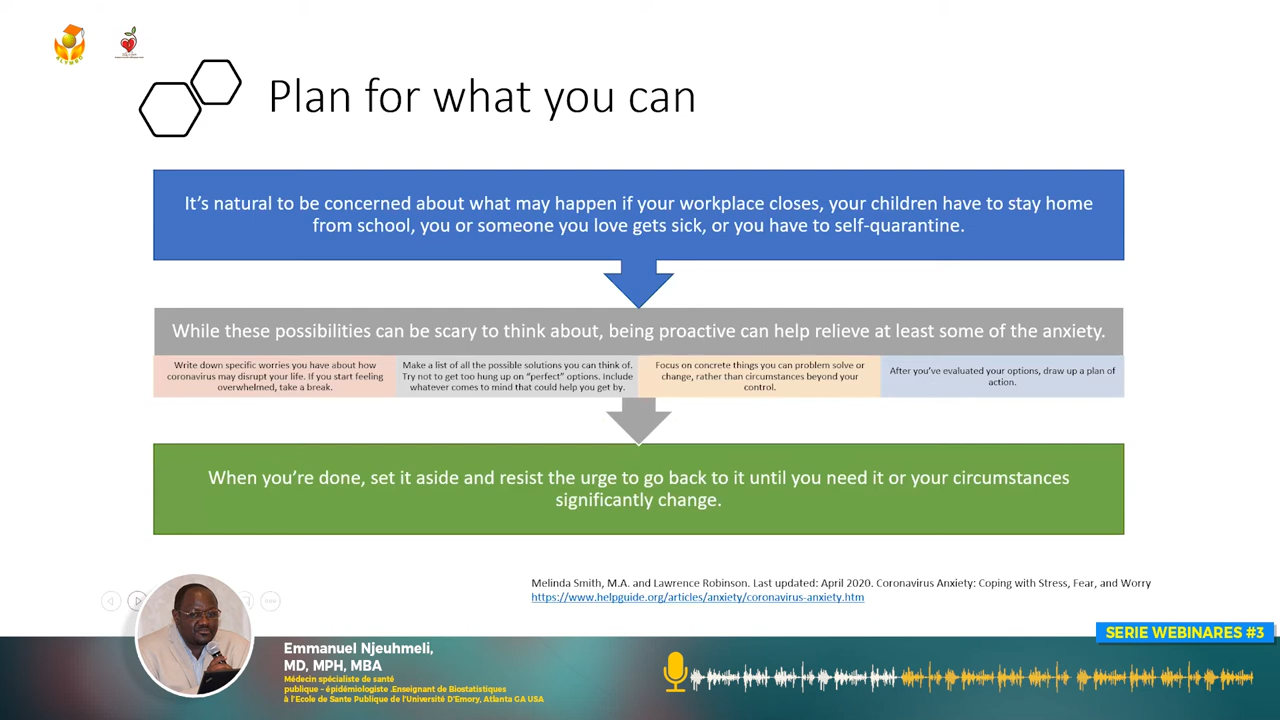 Plan for what you can
It's natural to be concerned about what may happen if your workplace closes, your children have to stay home
from school, you or someone you love gets sick, or you have to self-quarantine.
While these possibilities can be scary to think about, being proactive can help relieve at least some of the anxiety.
Write down specific worries you have about how
coronavirus may disrupt your life. If you start feeling
overwhelmed, take a break.
Make a list of all the possible solutions you can think of.
Try not to get too hung up on “perfect” options. Include
whatever comes to mind that could help you get by.
Focus on concrete things you can problem solve or
change, rather than circumstances beyond your
control.
After you've evaluated your options, draw up a plan of
action.
When you're done, set it aside and resist the urge to go back to it until you need it or your circumstances
significantly change.
Melinda Smith, M.A. and Lawrence Robinson. Last updated: April 2020. Coronavirus Anxiety: Coping with Stress, Fear, and Worry
https://www.helpguide.org/articles/anxiety/coronavirus-anxiety.htm
SERIE WEBINARES #3
Emmanuel Njeuhmeli,
MD, MPH, MBA
Médecin spécialiste de santé
publique - épidémiologiste .Enseignant de Biostatistiques
à l'Ecole de Sante Publique de l'Université D'Emory, Atlanta GA USA